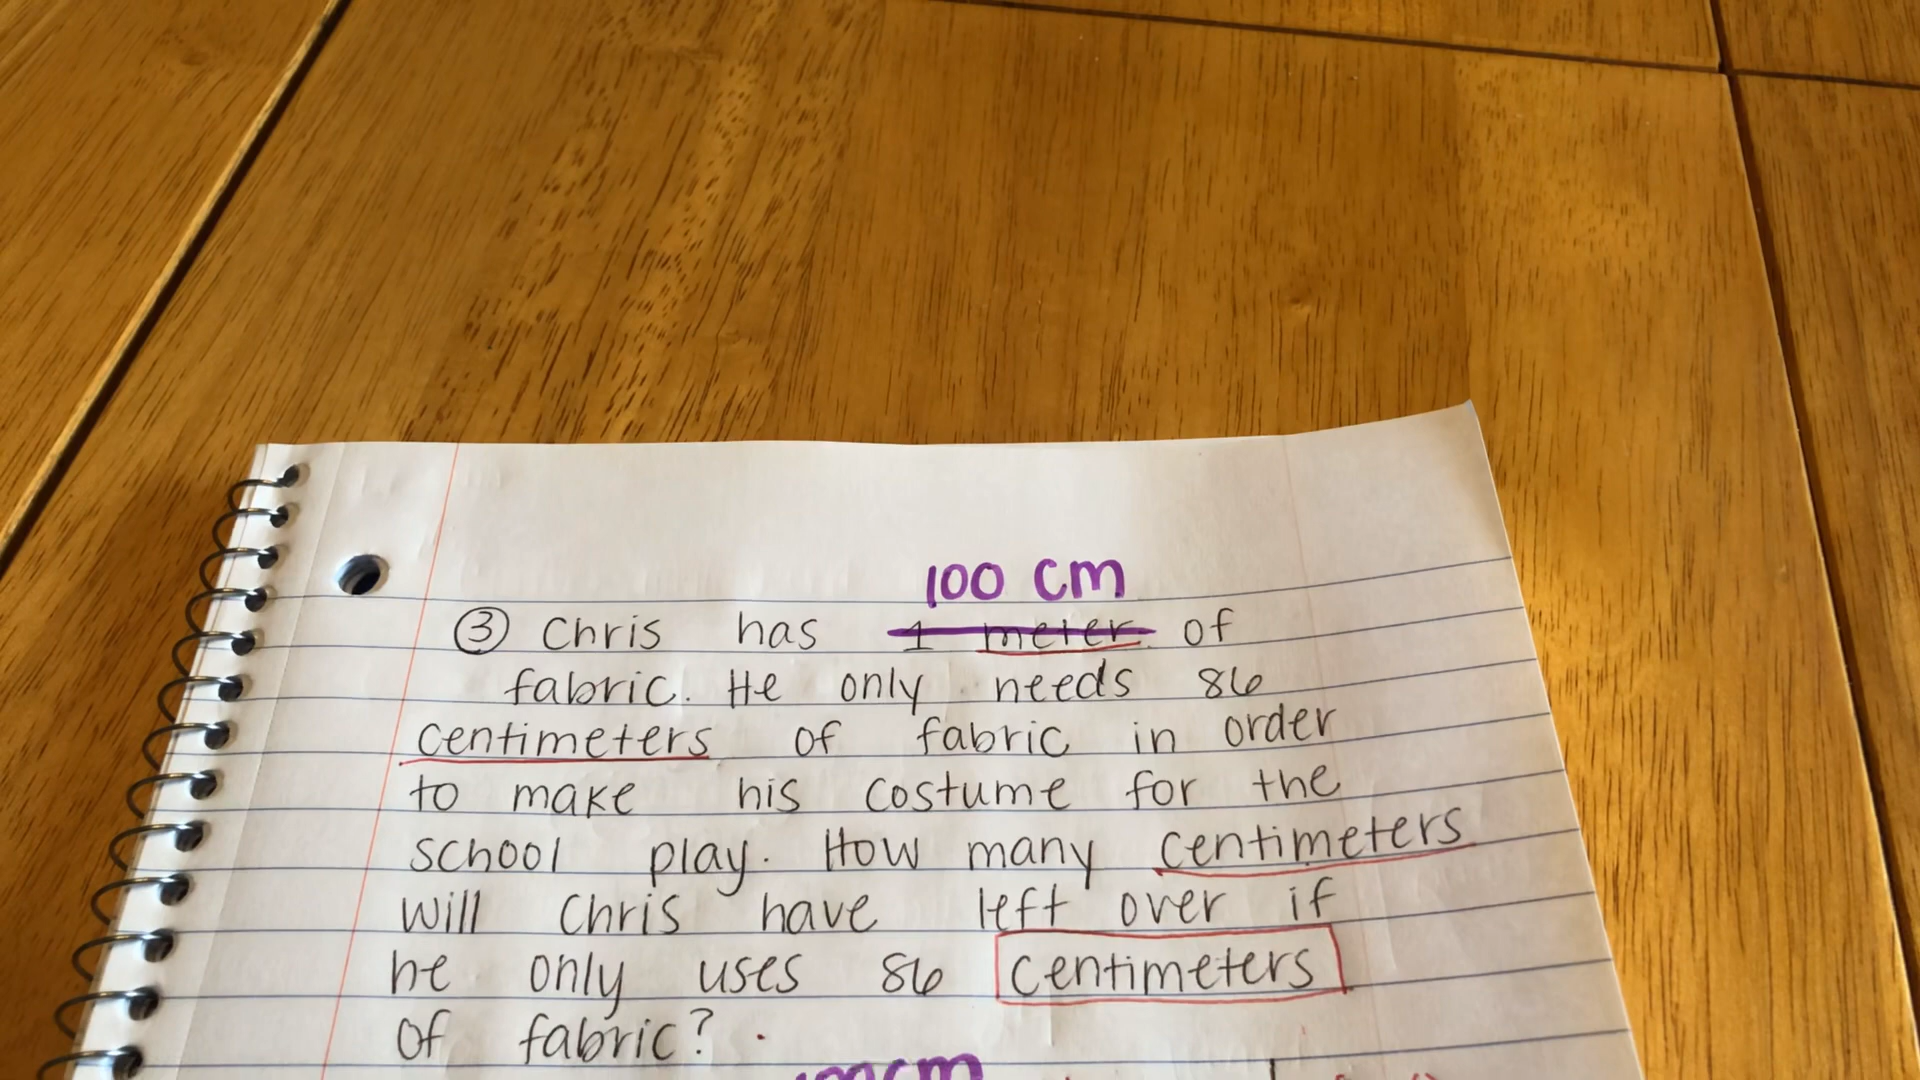 100 cm
③ Chris has 1 meter of
fabric. He only needs 86
centimeters of fabric in order
to make his costume for the
school play. How many centimeters
will Chris have left over if
he only uses 86 centimeters
of fabric?
100cm